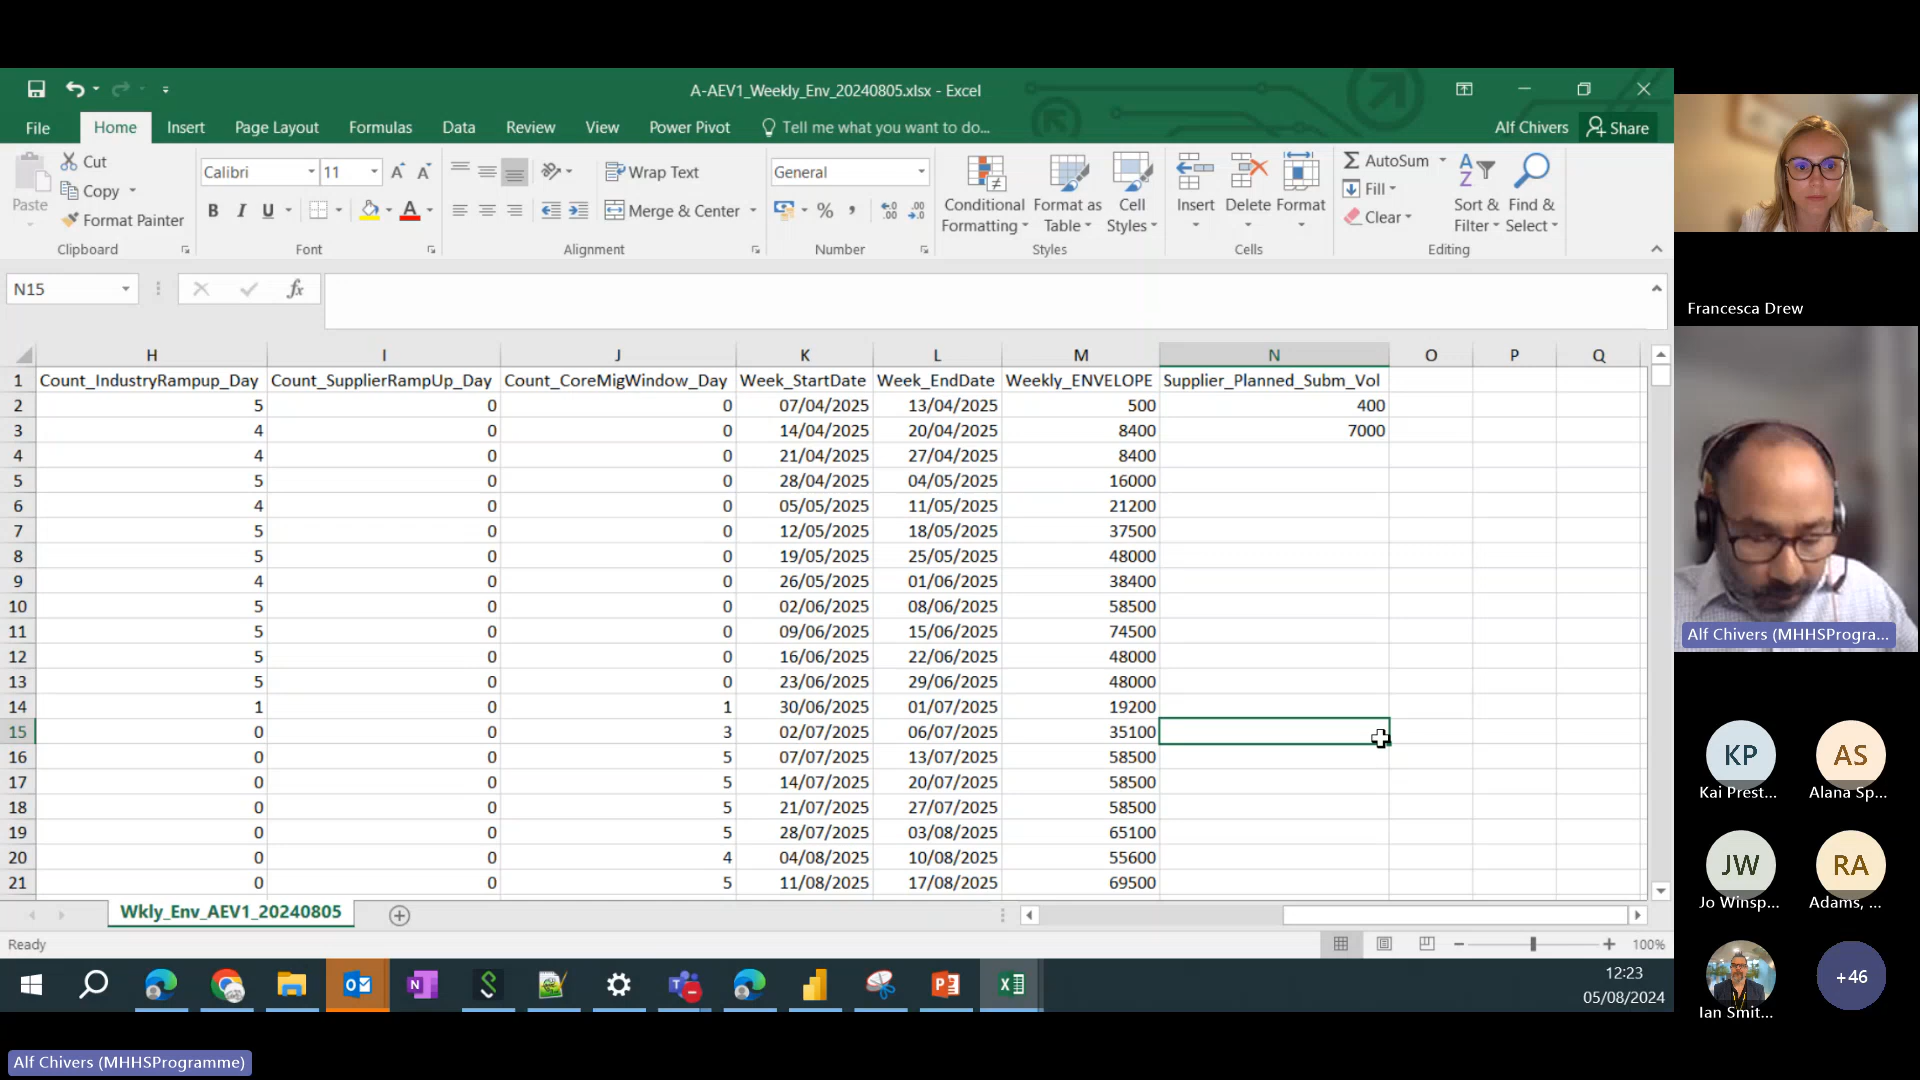 A-AEV1_Weekly_Env_20240805.xlsx - Excel
File Home Insert Page Layout Formulas Data Review View Power Pivot Tell me what you want to do... Alf Chivers Share
Paste Cut Copy Format Painter Clipboard
Calibri 11 B I U A Font
Wrap Text Merge & Center Alignment
General % , Number
Conditional Formatting Format as Table Cell Styles Styles
Insert Delete Format Cells
AutoSum Fill Clear Sort & Filter Find & Select Editing
N15 fx
H I J K L M N O P Q
1 Count_IndustryRampup_Day Count_SupplierRampUp_Day Count_CoreMigWindow_Day Week_StartDate Week_EndDate Weekly_ENVELOPE Supplier_Planned_Subm_Vol
2 5 0 0 07/04/2025 13/04/2025 500 400
3 4 0 0 14/04/2025 20/04/2025 8400 7000
4 4 0 0 21/04/2025 27/04/2025 8400
5 5 0 0 28/04/2025 04/05/2025 16000
6 4 0 0 05/05/2025 11/05/2025 21200
7 5 0 0 12/05/2025 18/05/2025 37500
8 5 0 0 19/05/2025 25/05/2025 48000
9 4 0 0 26/05/2025 01/06/2025 38400
10 5 0 0 02/06/2025 08/06/2025 58500
11 5 0 0 09/06/2025 15/06/2025 74500
12 5 0 0 16/06/2025 22/06/2025 48000
13 5 0 0 23/06/2025 29/06/2025 48000
14 1 0 1 30/06/2025 01/07/2025 19200
15 0 0 3 02/07/2025 06/07/2025 35100
16 0 0 5 07/07/2025 13/07/2025 58500
17 0 0 5 14/07/2025 20/07/2025 58500
18 0 0 5 21/07/2025 27/07/2025 58500
19 0 0 5 28/07/2025 03/08/2025 65100
20 0 0 4 04/08/2025 10/08/2025 55600
21 0 0 5 11/08/2025 17/08/2025 69500
Wkly_Env_AEV1_20240805
Ready 100%
12:23
05/08/2024
Alf Chivers (MHHSProgramme)
Francesca Drew
Alf Chivers (MHHSProgra...
KP AS
Kai Prest... Alana Sp...
JW RA
Jo Winsp... Adams, ...
+46
Ian Smit...